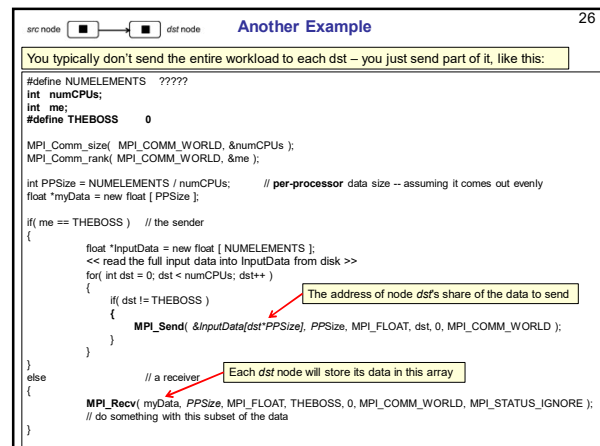 26
src node dst node Another Example
You typically don't send the entire workload to each dst – you just send part of it, like this:
#define NUMELEMENTS ?????
int numCPUs;
int me;
#define THEBOSS 0
MPI_Comm_size( MPI_COMM_WORLD, &numCPUs );
MPI_Comm_rank( MPI_COMM_WORLD, &me );
int PPSize = NUMELEMENTS / numCPUs; // per-processor data size -- assuming it comes out evenly
float *myData = new float [ PPSize ];
if( me == THEBOSS ) // the sender
{
float *InputData = new float [ NUMELEMENTS ];
<< read the full input data into InputData from disk >>
for( int dst = 0; dst < numCPUs; dst++ )
{
if( dst != THEBOSS )
The address of node dst's share of the data to send
{
MPI_Send( &InputData[dst*PPSize], PPSize, MPI_FLOAT, dst, 0, MPI_COMM_WORLD );
}
}
}
else // a receiver
Each dst node will store its data in this array
{
MPI_Recv( myData, PPSize, MPI_FLOAT, THEBOSS, 0, MPI_COMM_WORLD, MPI_STATUS_IGNORE );
// do something with this subset of the data
}